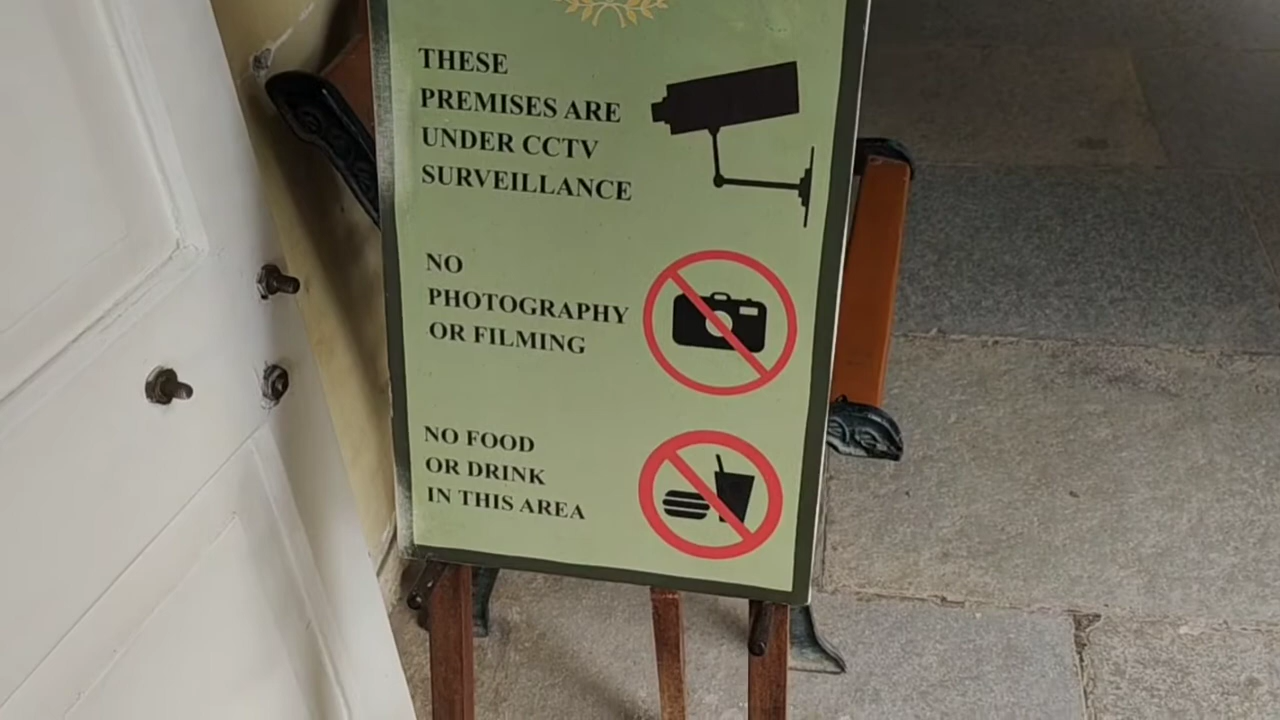 THESE
PREMISES ARE
UNDER CCTV
SURVEILLANCE
NO
PHOTOGRAPHY
OR FILMING
NO FOOD
OR DRINK
IN THIS AREA